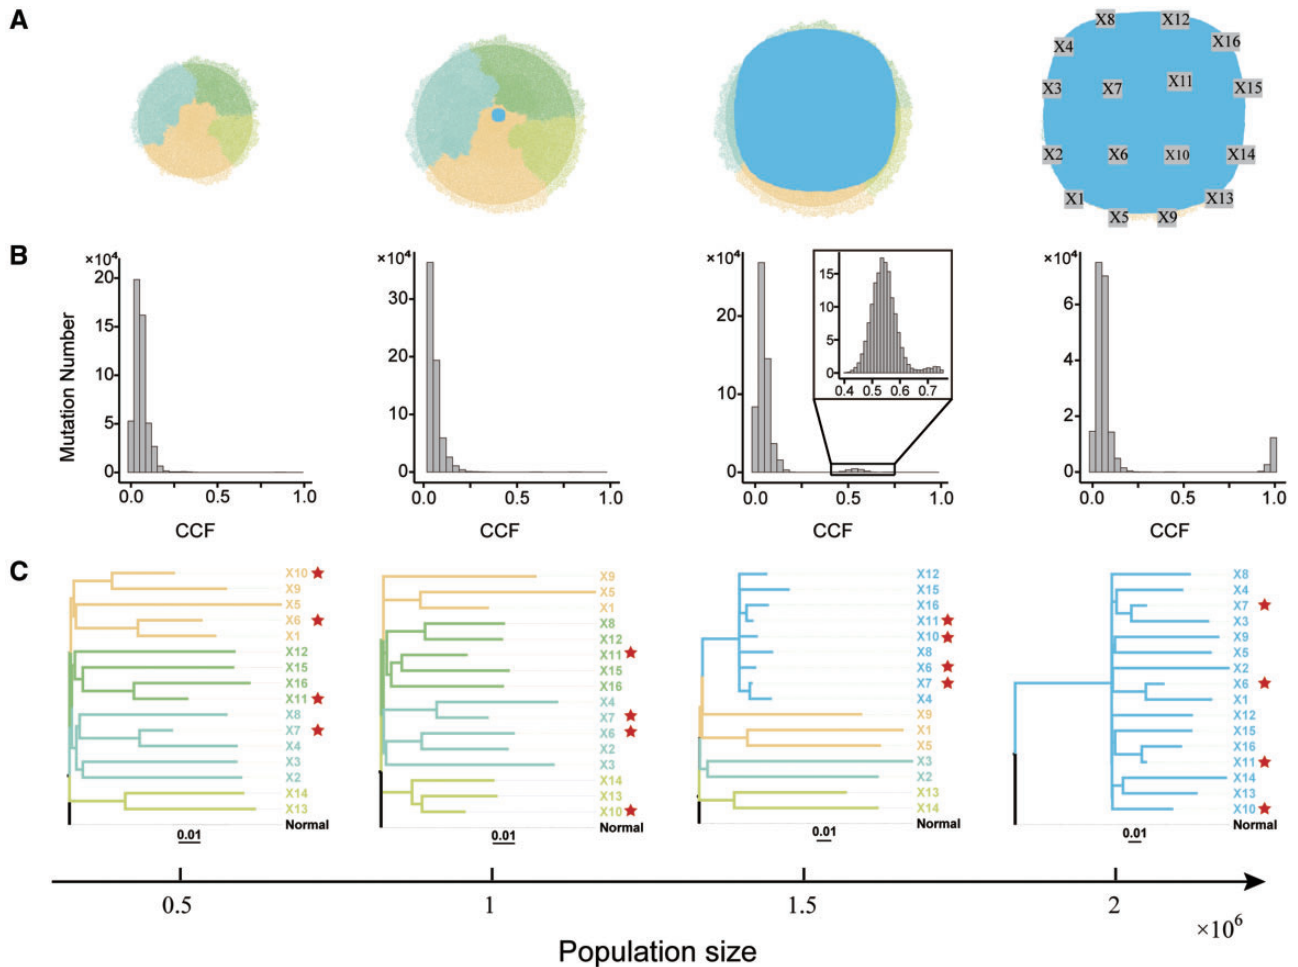 A
X8 X12
X4 X16
X3 X7 X11 X15
X2 X6 X10 X14
X1 X13
X5 X9
B
Mutation Number
×10⁴
20
15
10
5
0
0.0 0.5 1.0
CCF
×10⁴
30
20
10
0
0.0 0.5 1.0
CCF
×10⁴
20
10
0
0.0 0.5 1.0
CCF
15
10
5
0
0.4 0.5 0.6 0.7
×10⁴
6
4
2
0
0.0 0.5 1.0
CCF
C
X10
X9
X5
X6
X1
X12
X15
X16
X11
X8
X7
X4
X3
X2
X14
X13
Normal
0.01
X9
X5
X1
X8
X12
X11
X15
X16
X4
X7
X6
X2
X3
X14
X13
X10
Normal
0.01
X12
X15
X16
X11
X10
X8
X6
X7
X4
X9
X1
X5
X3
X2
X13
X14
Normal
0.01
X8
X4
X7
X3
X9
X5
X2
X6
X1
X12
X15
X16
X11
X14
X13
X10
Normal
0.01
0.5 1 1.5 2
×10⁶
Population size